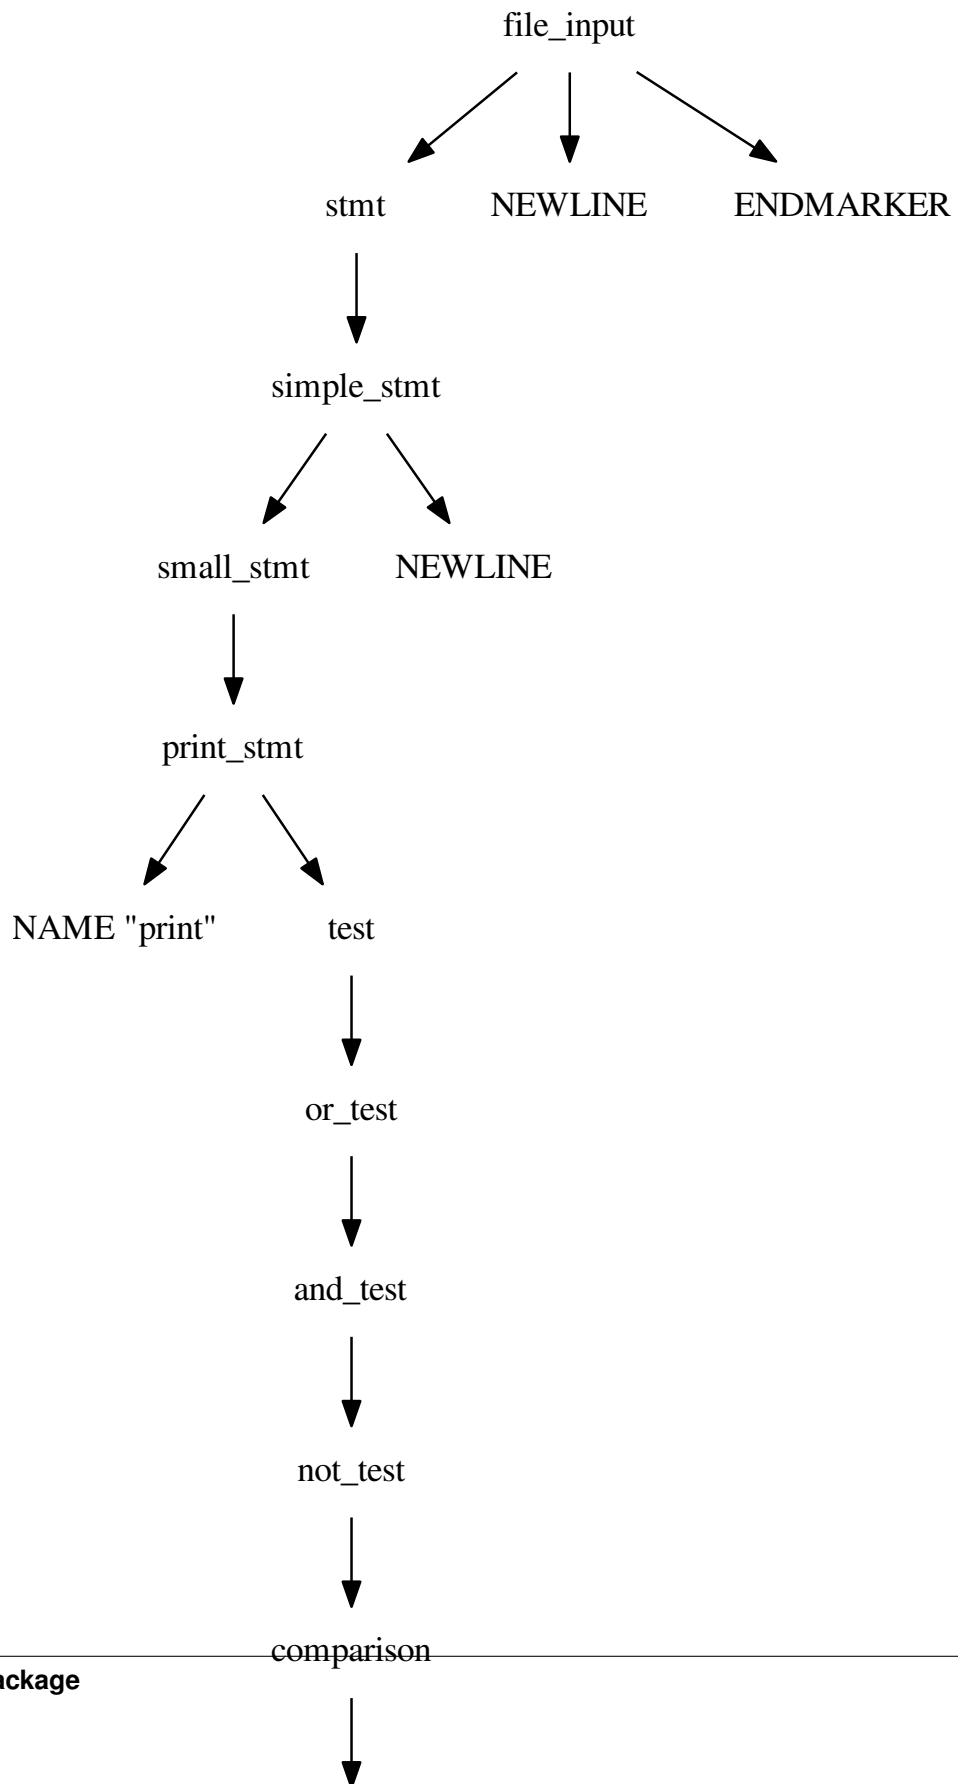 file_input
stmt NEWLINE ENDMARKER
simple_stmt
small_stmt NEWLINE
print_stmt
NAME "print" test
or_test
and_test
not_test
comparison
ackage